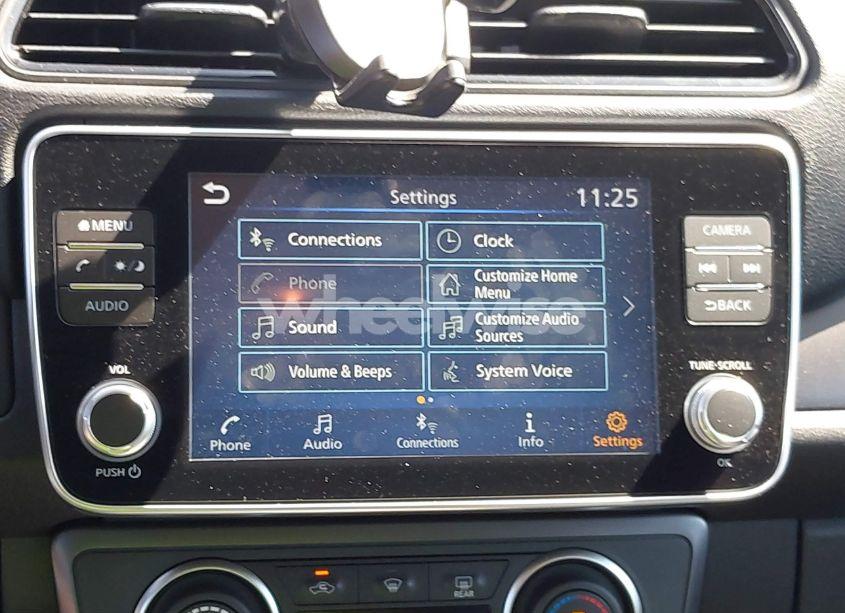 Settings
11:25
MENU
CAMERA
Connections
Clock
Phone
Customize Home
Menu
AUDIO
BACK
wheelwise
Sound
Customize Audio
Sources
Volume & Beeps
System Voice
VOL
TUNE·SCROLL
Phone
Audio
Connections
Info
Settings
PUSH
OK
REAR